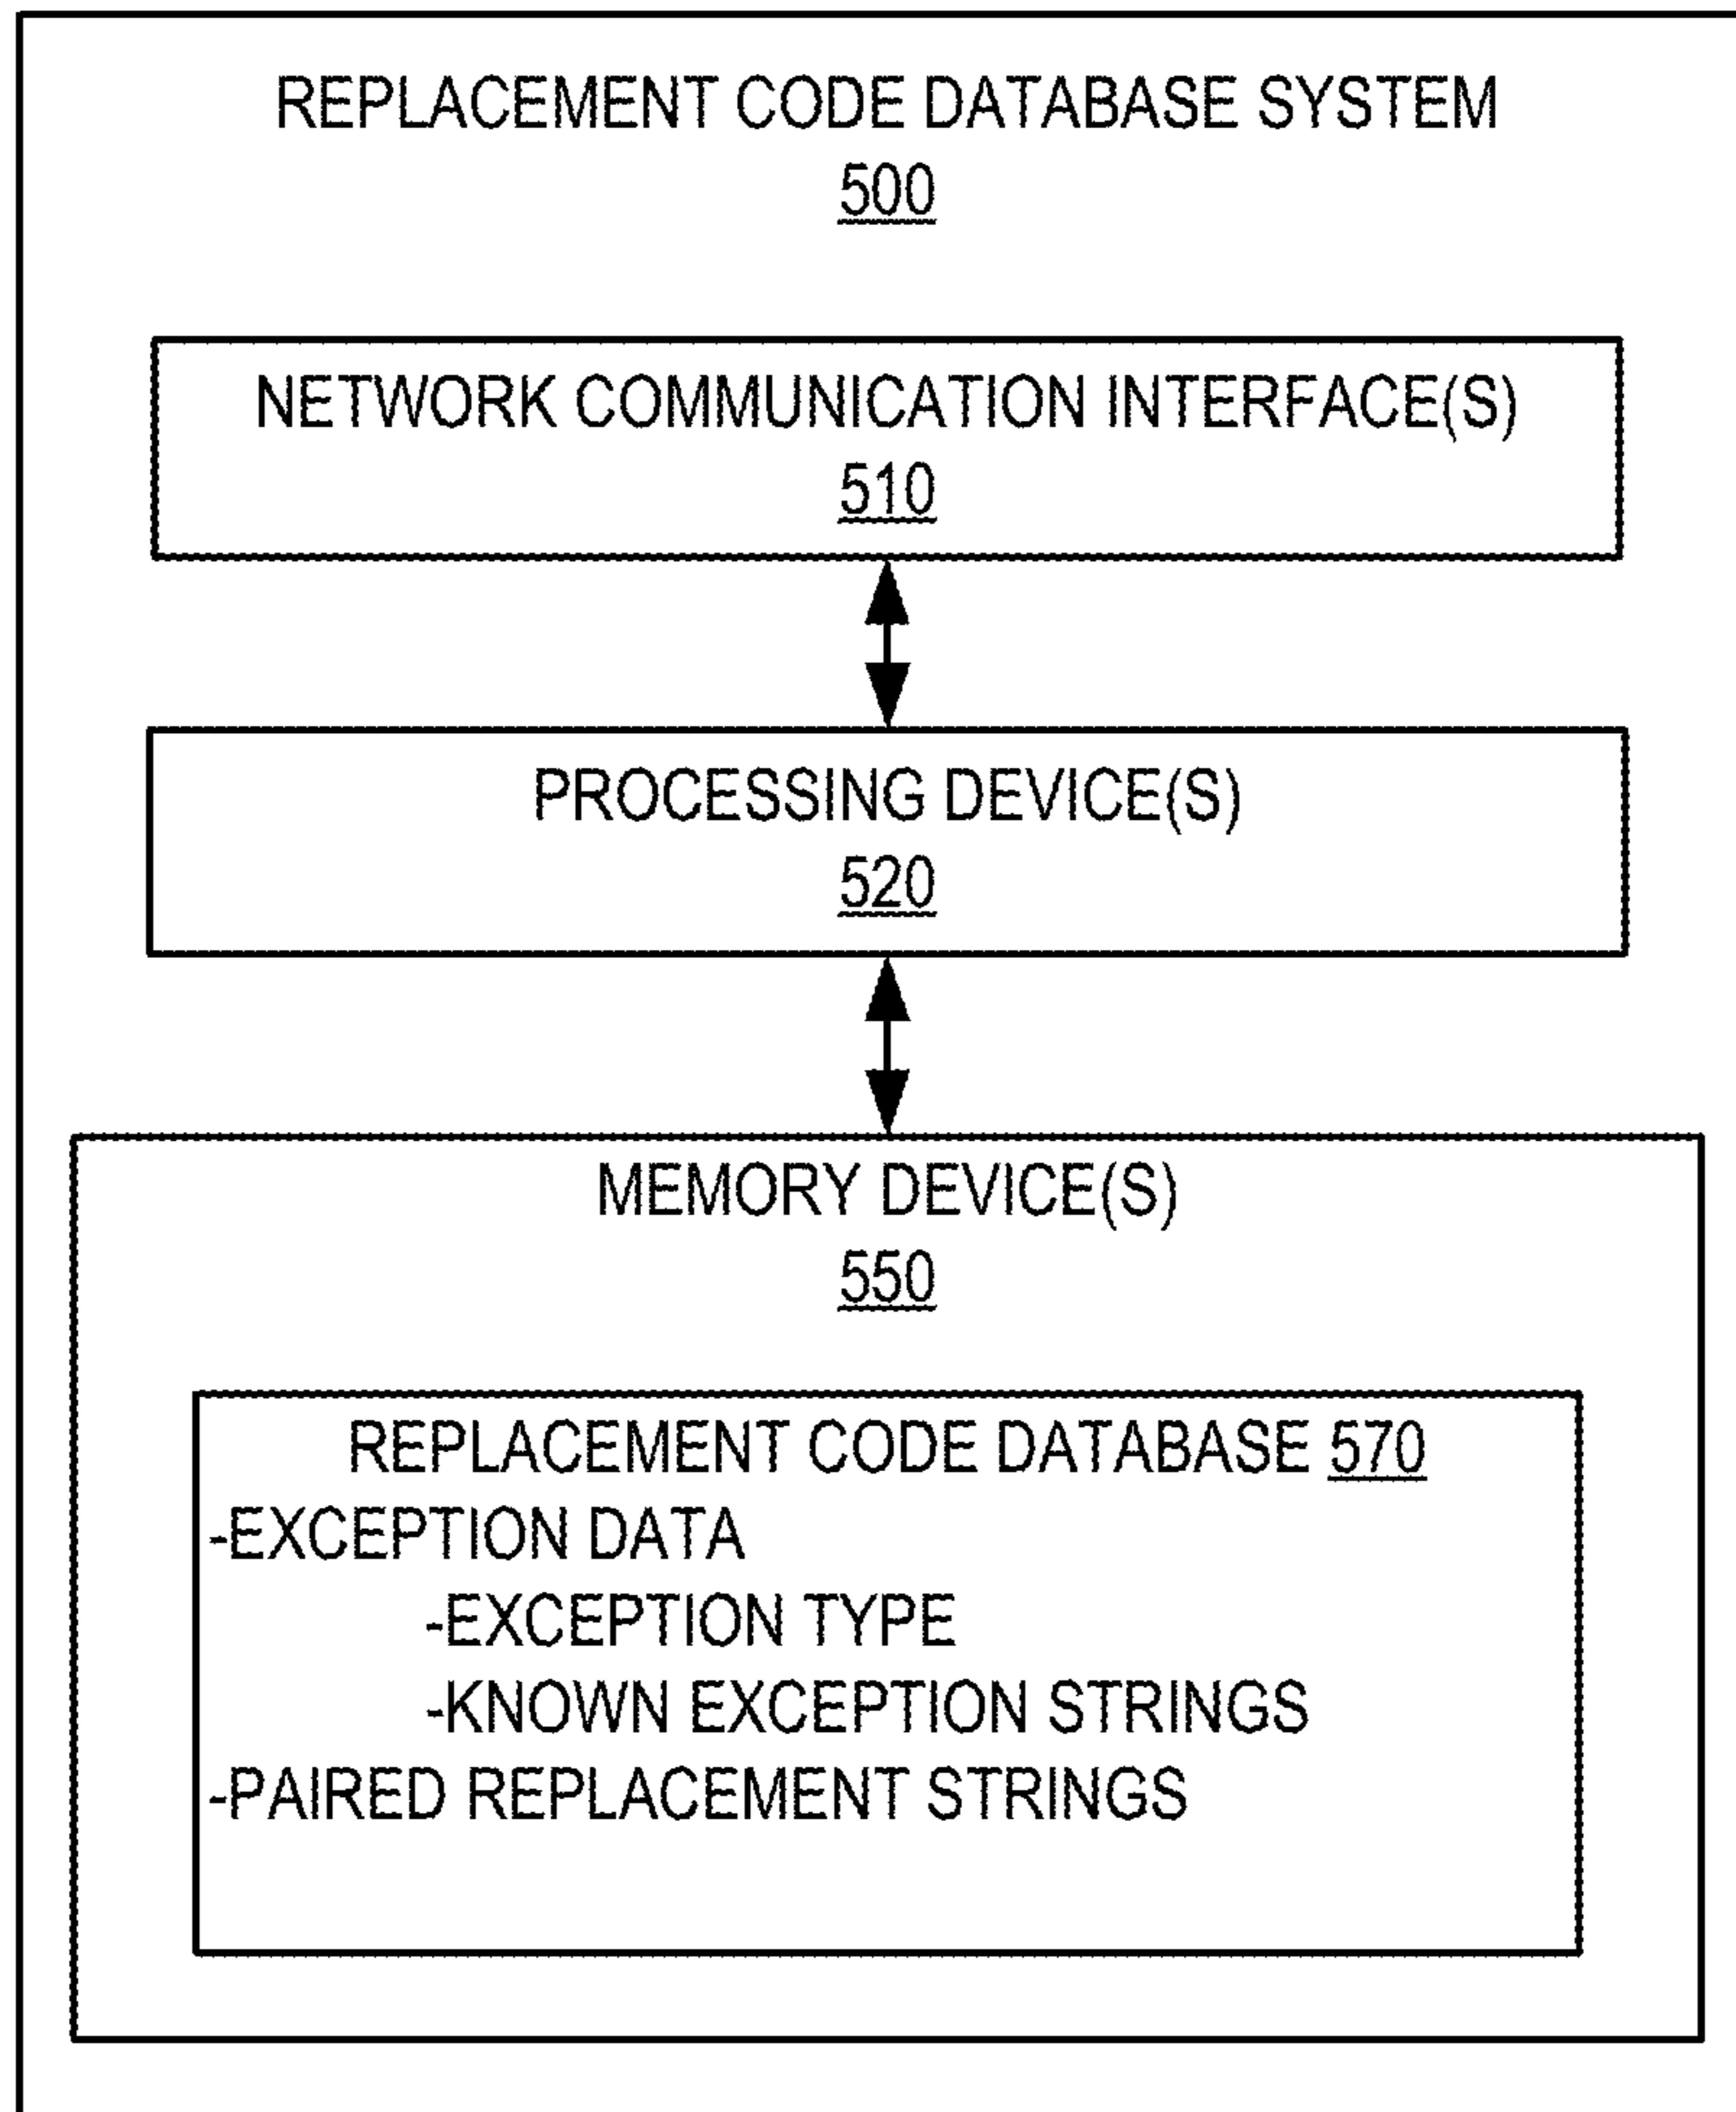 REPLACEMENT CODE DATABASE SYSTEM
500
NETWORK COMMUNICATION INTERFACE(S)
510
PROCESSING DEVICE(S)
520
MEMORY DEVICE(S)
550
REPLACEMENT CODE DATABASE 570
-EXCEPTION DATA
-EXCEPTION TYPE
-KNOWN EXCEPTION STRINGS
-PAIRED REPLACEMENT STRINGS